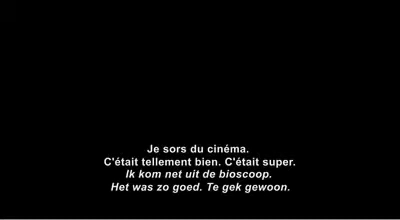 Je sors du cinéma.
C'était tellement bien. C'était super.
Ik kom net uit de bioscoop.
Het was zo goed. Te gek gewoon.